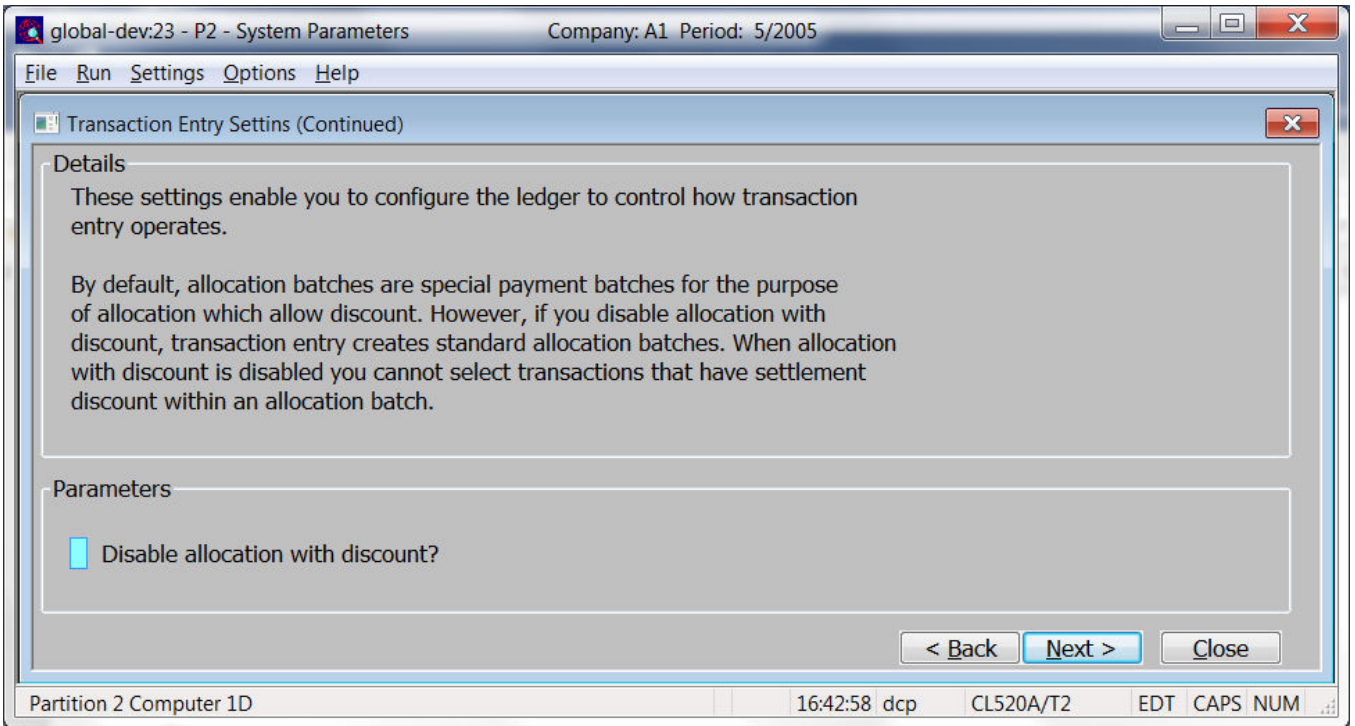 global-dev:23 - P2 - System Parameters Company: A1 Period: 5/2005
File Run Settings Options Help
Transaction Entry Settins (Continued)
Details
These settings enable you to configure the ledger to control how transaction
entry operates.
By default, allocation batches are special payment batches for the purpose
of allocation which allow discount. However, if you disable allocation with
discount, transaction entry creates standard allocation batches. When allocation
with discount is disabled you cannot select transactions that have settlement
discount within an allocation batch.
Parameters
Disable allocation with discount?
< Back Next > Close
Partition 2 Computer 1D 16:42:58 dcp CL520A/T2 EDT CAPS NUM